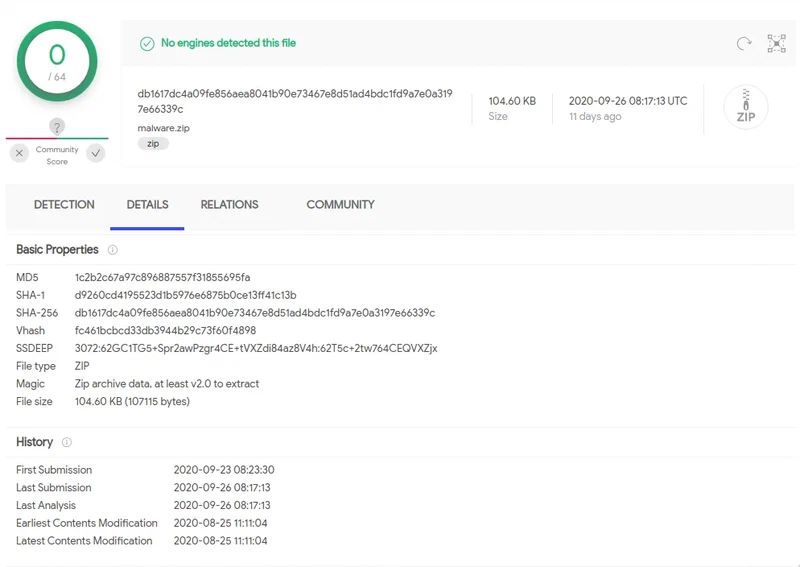 0
/ 64
?
Community
Score
No engines detected this file
db1617dc4a09fe856aea8041b90e73467e8d51ad4bdc1fd9a7e0a319
7e66339c
malware.zip
zip
104.60 KB
Size
2020-09-26 08:17:13 UTC
11 days ago
ZIP
DETECTION DETAILS RELATIONS COMMUNITY
Basic Properties
MD5 1c2b2c67a97c896887557f31855695fa
SHA-1 d9260cd4195523d1b5976e6875b0ce13ff41c13b
SHA-256 db1617dc4a09fe856aea8041b90e73467e8d51ad4bdc1fd9a7e0a3197e66339c
Vhash fc461bcbcd33db3944b29c73f60f4898
SSDEEP 3072:62GC1TG5+Spr2awPzgr4CE+tVXZdi84az8V4h:62T5c+2tw764CEQVXZjx
File type ZIP
Magic Zip archive data, at least v2.0 to extract
File size 104.60 KB (107115 bytes)
History
First Submission 2020-09-23 08:23:30
Last Submission 2020-09-26 08:17:13
Last Analysis 2020-09-26 08:17:13
Earliest Contents Modification 2020-08-25 11:11:04
Latest Contents Modification 2020-08-25 11:11:04